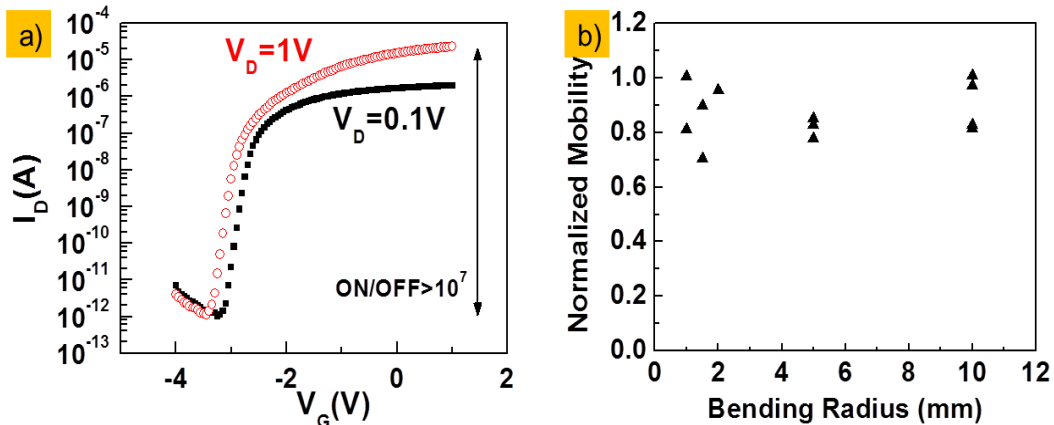 a)
10^-4
10^-5
10^-6
10^-7
10^-8
10^-9
10^-10
10^-11
10^-12
10^-13
I_D(A)
V_D=1V
V_D=0.1V
ON/OFF>10^7
-4 -2 0 2
V_G(V)
b)
1.2
1.0
0.8
0.6
0.4
0.2
0.0
Normalized Mobility
0 2 4 6 8 10 12
Bending Radius (mm)